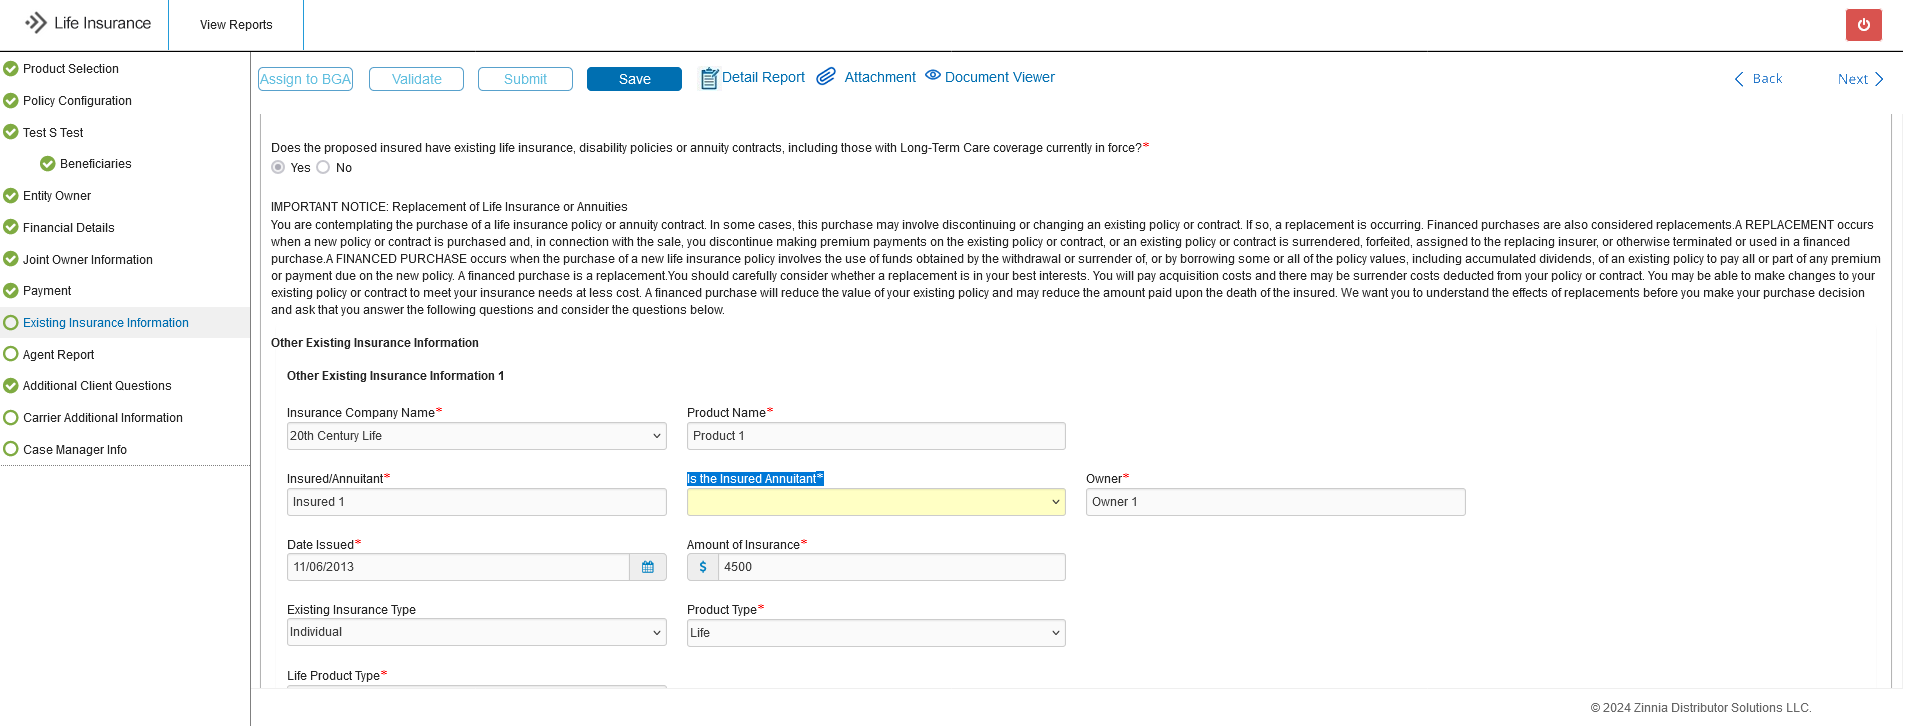 Life Insurance
View Reports
Product Selection
Policy Configuration
Test S Test
Beneficiaries
Entity Owner
Financial Details
Joint Owner Information
Payment
Existing Insurance Information
Agent Report
Additional Client Questions
Carrier Additional Information
Case Manager Info
Assign to BGA
Validate
Submit
Save
Detail Report
Attachment
Document Viewer
Back
Next
Does the proposed insured have existing life insurance, disability policies or annuity contracts, including those with Long-Term Care coverage currently in force?*
Yes No
IMPORTANT NOTICE: Replacement of Life Insurance or Annuities
You are contemplating the purchase of a life insurance policy or annuity contract. In some cases, this purchase may involve discontinuing or changing an existing policy or contract. If so, a replacement is occurring. Financed purchases are also considered replacements.A REPLACEMENT occurs
when a new policy or contract is purchased and, in connection with the sale, you discontinue making premium payments on the existing policy or contract, or an existing policy or contract is surrendered, forfeited, assigned to the replacing insurer, or otherwise terminated or used in a financed
purchase.A FINANCED PURCHASE occurs when the purchase of a new life insurance policy involves the use of funds obtained by the withdrawal or surrender of, or by borrowing some or all of the policy values, including accumulated dividends, of an existing policy to pay all or part of any premium
or payment due on the new policy. A financed purchase is a replacement.You should carefully consider whether a replacement is in your best interests. You will pay acquisition costs and there may be surrender costs deducted from your policy or contract. You may be able to make changes to your
existing policy or contract to meet your insurance needs at less cost. A financed purchase will reduce the value of your existing policy and may reduce the amount paid upon the death of the insured. We want you to understand the effects of replacements before you make your purchase decision
and ask that you answer the following questions and consider the questions below.
Other Existing Insurance Information
Other Existing Insurance Information 1
Insurance Company Name*
20th Century Life
Product Name*
Product 1
Insured/Annuitant*
Insured 1
Is the Insured Annuitant*
Owner*
Owner 1
Date Issued*
11/06/2013
Amount of Insurance*
$ 4500
Existing Insurance Type
Individual
Product Type*
Life
Life Product Type*
© 2024 Zinnia Distributor Solutions LLC.